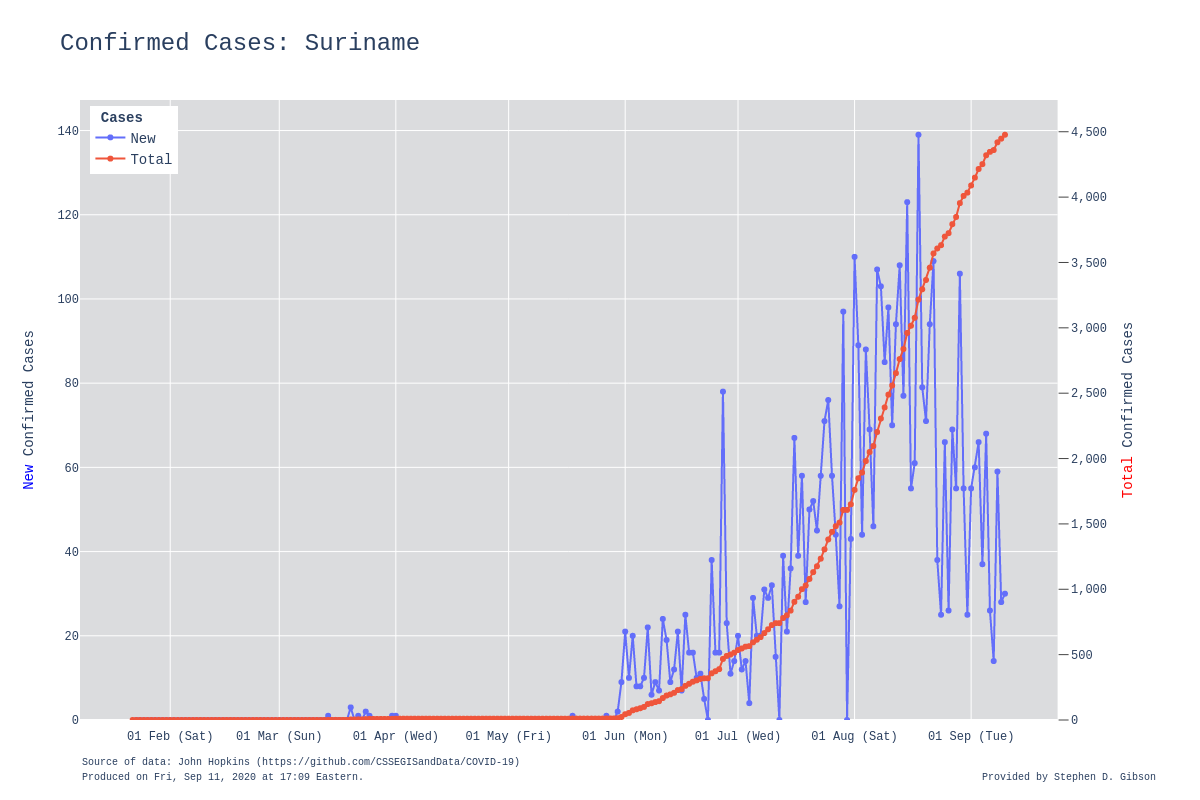 Confirmed Cases: Suriname
Cases
New
Total
140
120
100
80
60
40
20
0
New Confirmed Cases
4,500
4,000
3,500
3,000
2,500
2,000
1,500
1,000
500
0
Total Confirmed Cases
01 Feb (Sat) 01 Mar (Sun) 01 Apr (Wed) 01 May (Fri) 01 Jun (Mon) 01 Jul (Wed) 01 Aug (Sat) 01 Sep (Tue)
Source of data: John Hopkins (https://github.com/CSSEGISandData/COVID-19)
Produced on Fri, Sep 11, 2020 at 17:09 Eastern.
Provided by Stephen D. Gibson